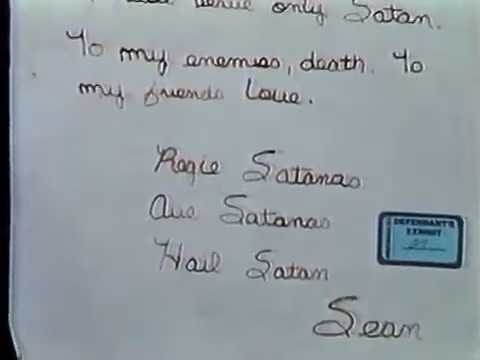 serve only Satan.
To my enemies, death. To
my friends Love.
Regie Satanas
Ave Satanas
Hail Satan
Sean
DEFENDANT'S
EXHIBIT